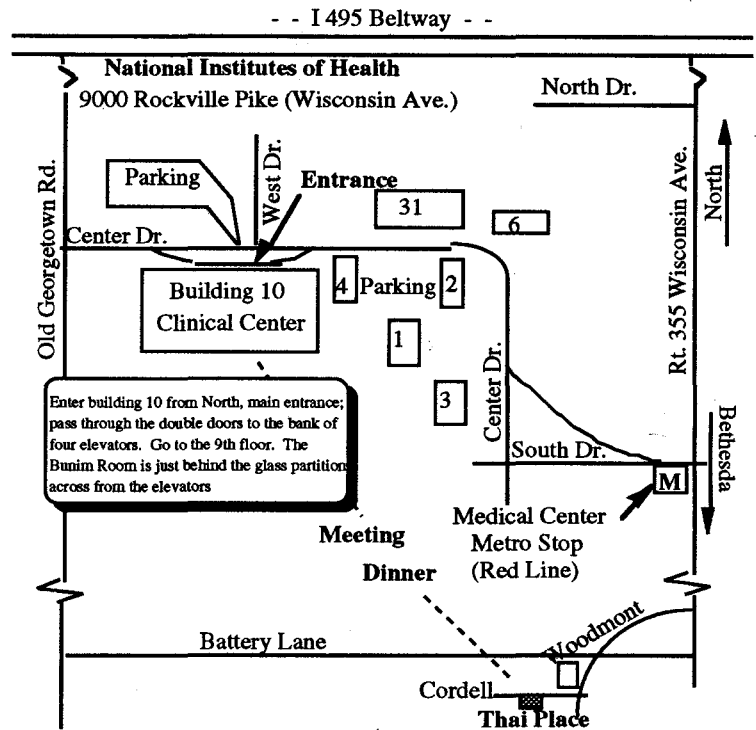 - - I 495 Beltway - -
National Institutes of Health
9000 Rockville Pike (Wisconsin Ave.)
North Dr.
Old Georgetown Rd.
Parking
West Dr.
Entrance
31
6
North
Rt. 355 Wisconsin Ave.
Center Dr.
Building 10
Clinical Center
4
Parking
2
1
3
Center Dr.
Enter building 10 from North, main entrance;
pass through the double doors to the bank of
four elevators. Go to the 9th floor. The
Bunim Room is just behind the glass partition
across from the elevators
South Dr.
M
Bethesda
Medical Center
Metro Stop
(Red Line)
Meeting
Dinner
Battery Lane
Woodmont
Cordell
Thai Place